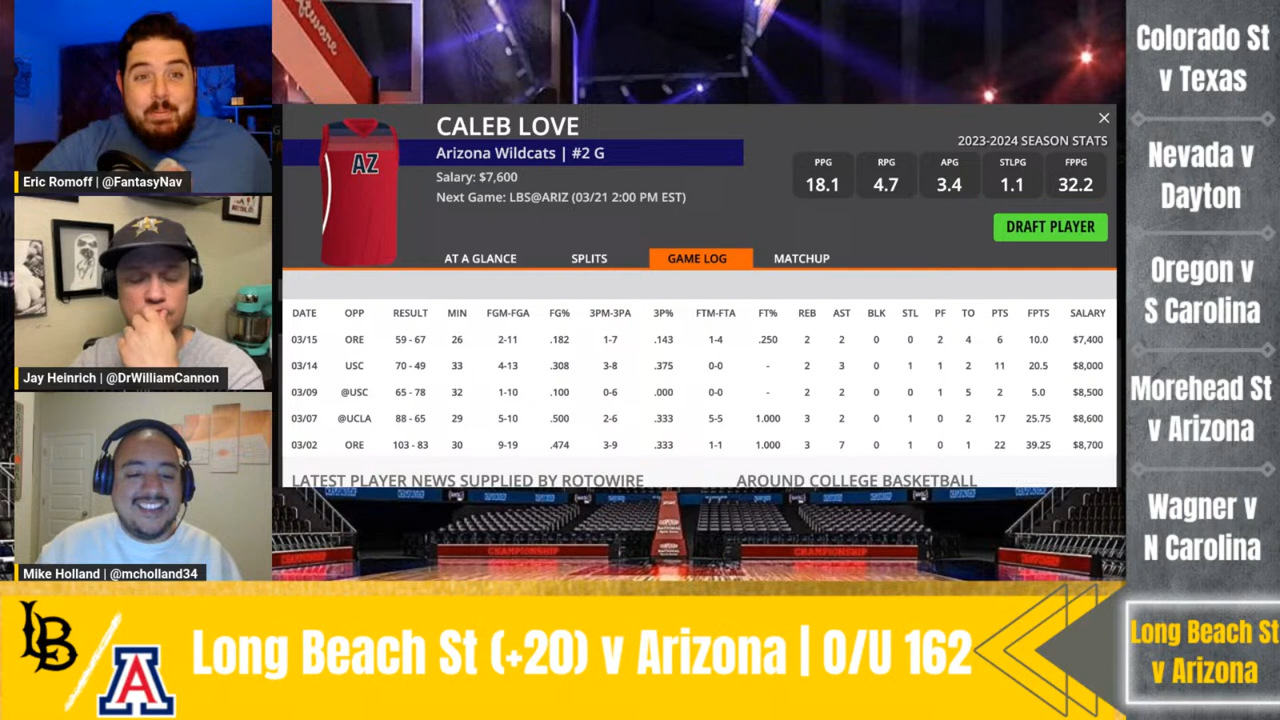 Eric Romoff | @FantasyNav
Jay Heinrich | @DrWilliamCannon
Mike Holland | @mcholland34
CALEB LOVE
Arizona Wildcats | #2 G
Salary: $7,600
Next Game: LBS@ARIZ (03/21 2:00 PM EST)
AZ
2023-2024 SEASON STATS
PPG RPG APG STLPG FPPG
18.1 4.7 3.4 1.1 32.2
DRAFT PLAYER
AT A GLANCE SPLITS GAME LOG MATCHUP
DATE OPP RESULT MIN FGM-FGA FG% 3PM-3PA 3P% FTM-FTA FT% REB AST BLK STL PF TO PTS FPTS SALARY
03/15 ORE 59 - 67 26 2-11 .182 1-7 .143 1-4 .250 2 2 0 0 2 4 6 10.0 $7,400
03/14 USC 70 - 49 33 4-13 .308 3-8 .375 0-0 - 2 3 0 1 1 2 11 20.5 $8,000
03/09 @USC 65 - 78 32 1-10 .100 0-6 .000 0-0 - 2 2 0 0 1 5 2 5.0 $8,500
03/07 @UCLA 88 - 65 29 5-10 .500 2-6 .333 5-5 1.000 3 2 0 1 0 2 17 25.75 $8,600
03/02 ORE 103 - 83 30 9-19 .474 3-9 .333 1-1 1.000 3 7 0 1 0 1 22 39.25 $8,700
LATEST PLAYER NEWS SUPPLIED BY ROTOWIRE AROUND COLLEGE BASKETBALL
CHAMPIONSHIP
CHAMPIONSHIP
Colorado St
v Texas
Nevada v
Dayton
Oregon v
S Carolina
Morehead St
v Arizona
Wagner v
N Carolina
Long Beach St
v Arizona
LB
A
Long Beach St (+20) v Arizona | O/U 162